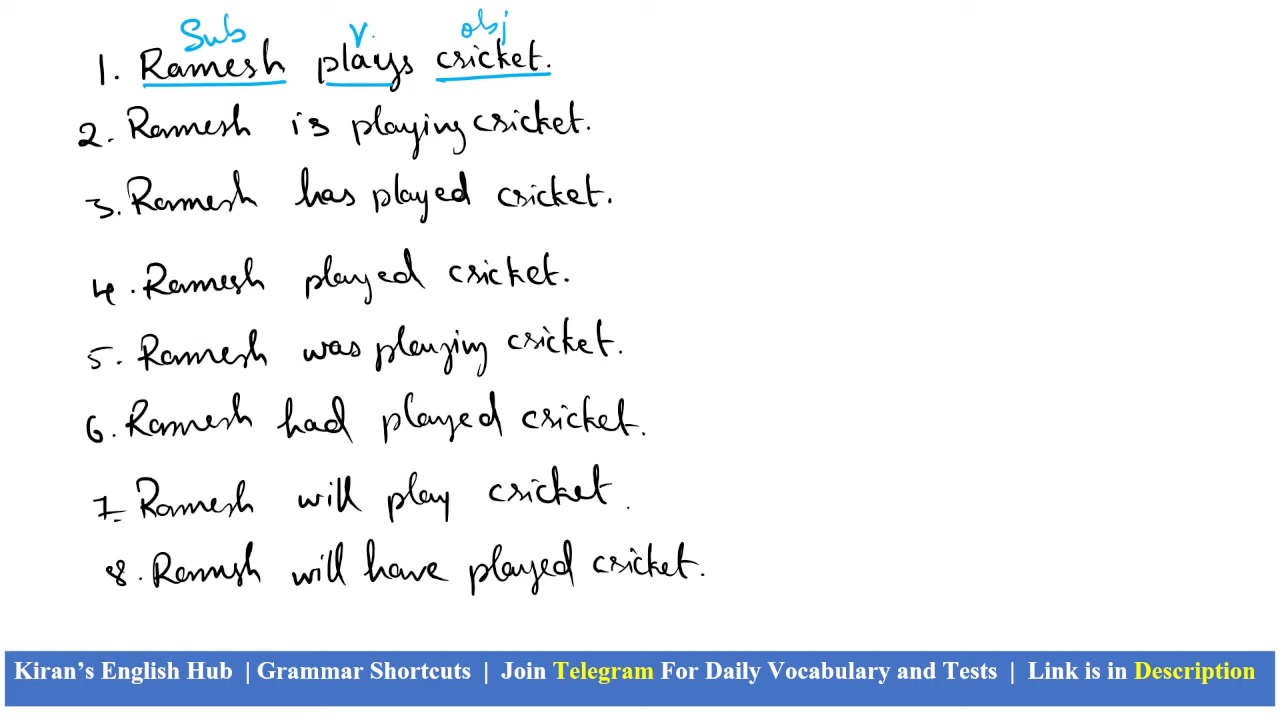 Sub V. obj
1. Ramesh plays cricket.
2. Ramesh is playing cricket.
3. Ramesh has played cricket.
4. Ramesh played cricket.
5. Ramesh was playing cricket.
6. Ramesh had played cricket.
7. Ramesh will play cricket.
8. Ramesh will have played cricket.
Kiran's English Hub | Grammar Shortcuts | Join Telegram For Daily Vocabulary and Tests | Link is in Description